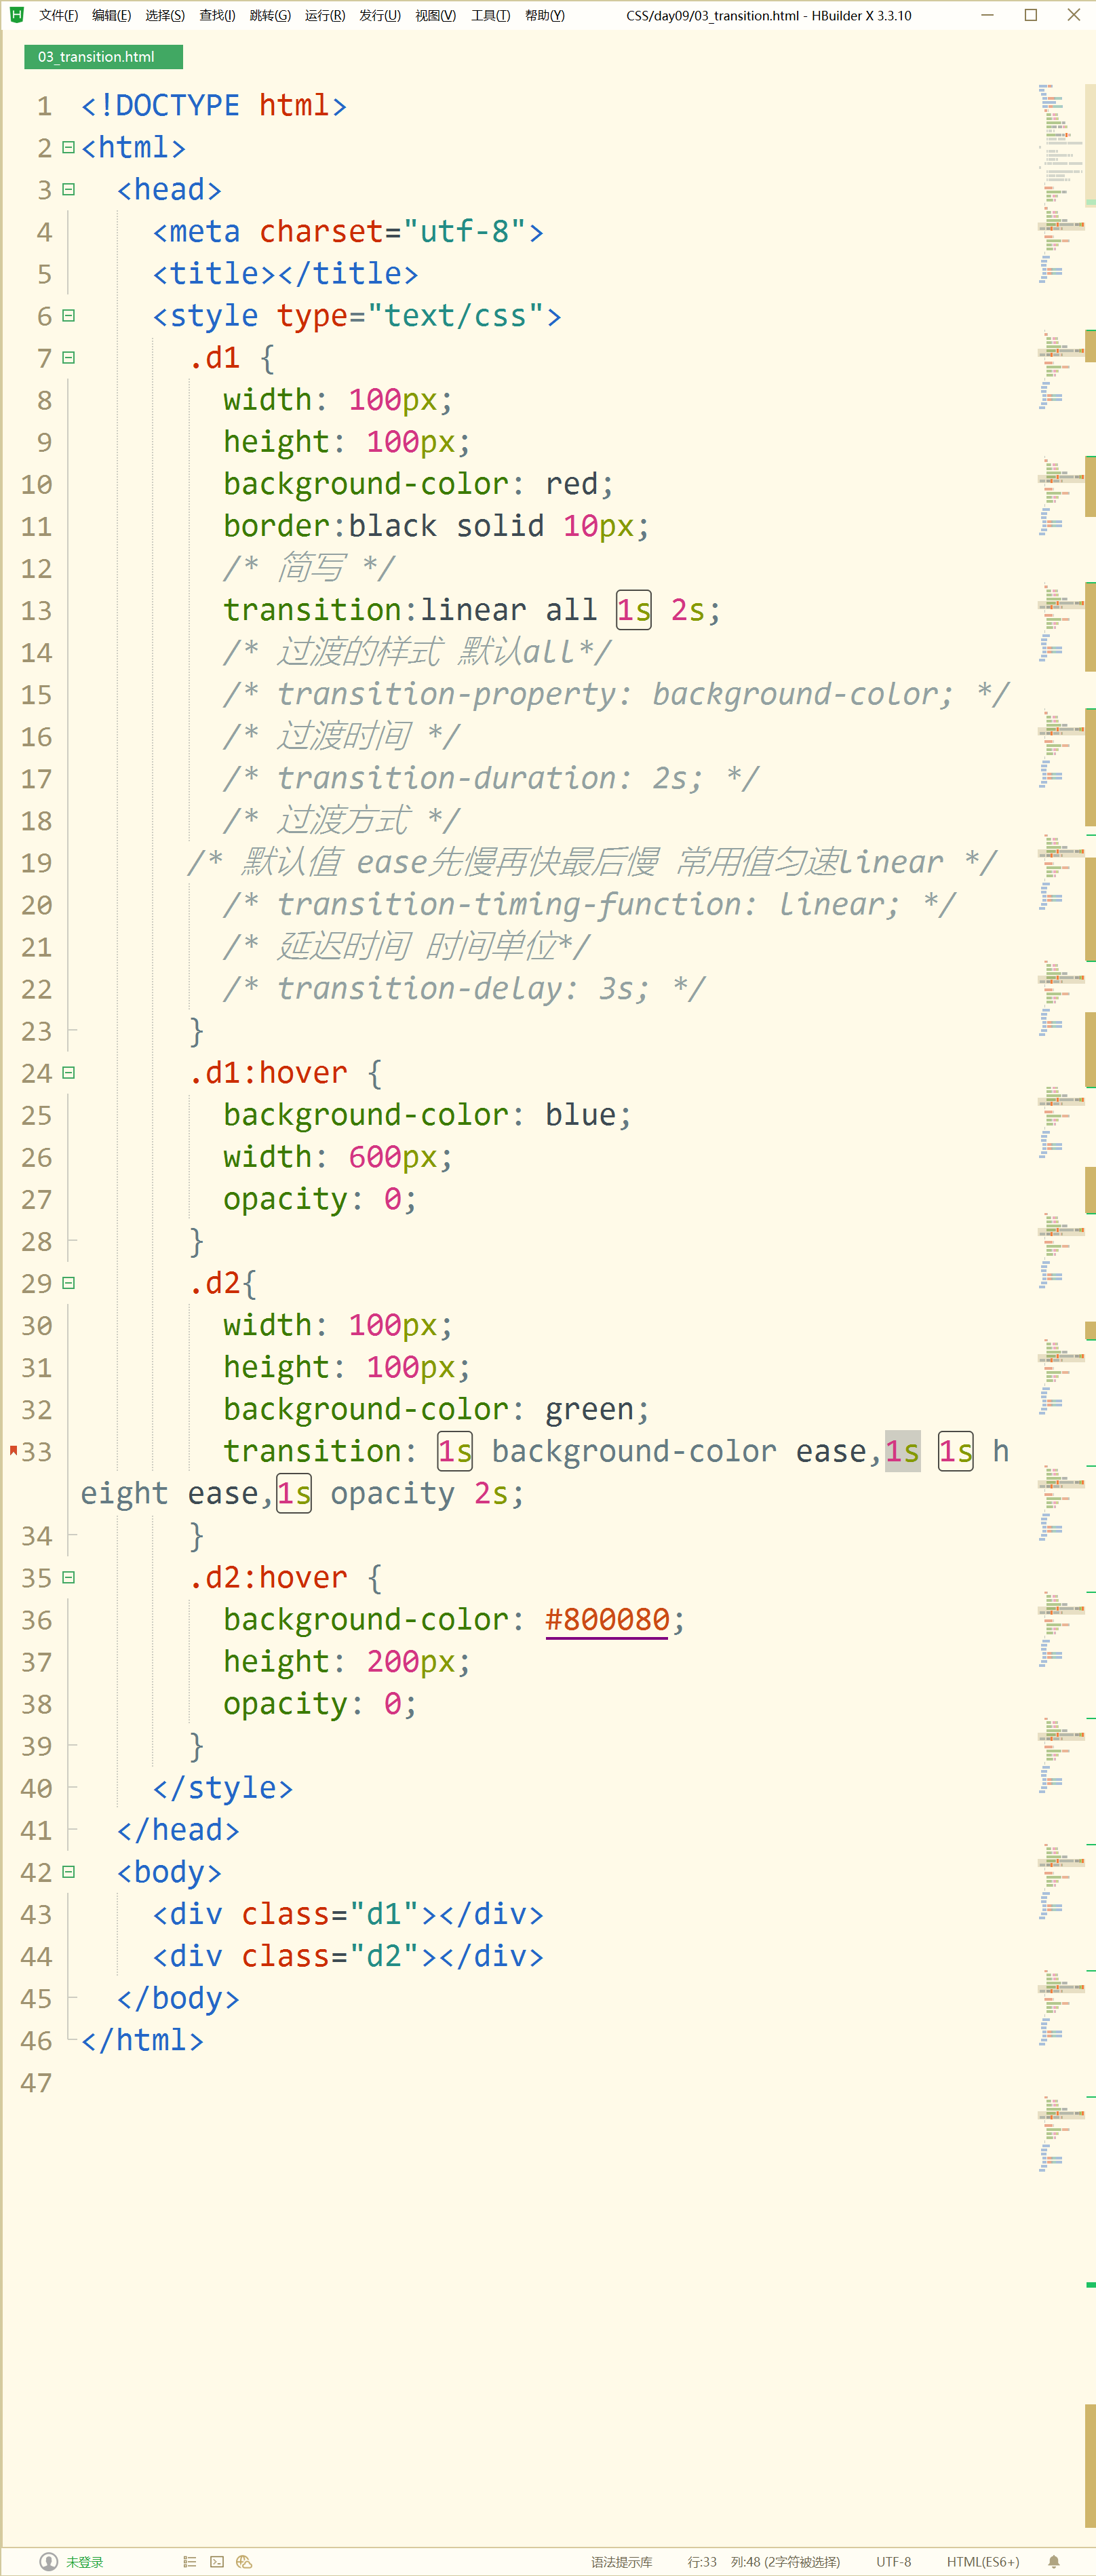 文件(F) 编辑(E) 选择(S) 查找(I) 跳转(G) 运行(R) 发行(U) 视图(V) 工具(T) 帮助(Y) CSS/day09/03_transition.html - HBuilder X 3.3.10
03_transition.html
1 <!DOCTYPE html>
2 <html>
3 <head>
4 <meta charset="utf-8">
5 <title></title>
6 <style type="text/css">
7 .d1 {
8 width: 100px;
9 height: 100px;
10 background-color: red;
11 border:black solid 10px;
12 /* 简写 */
13 transition:linear all 1s 2s;
14 /* 过渡的样式 默认all*/
15 /* transition-property: background-color; */
16 /* 过渡时间 */
17 /* transition-duration: 2s; */
18 /* 过渡方式 */
19 /* 默认值 ease先慢再快最后慢 常用值匀速linear */
20 /* transition-timing-function: linear; */
21 /* 延迟时间 时间单位*/
22 /* transition-delay: 3s; */
23 }
24 .d1:hover {
25 background-color: blue;
26 width: 600px;
27 opacity: 0;
28 }
29 .d2{
30 width: 100px;
31 height: 100px;
32 background-color: green;
33 transition: 1s background-color ease,1s 1s h
eight ease,1s opacity 2s;
34 }
35 .d2:hover {
36 background-color: #800080;
37 height: 200px;
38 opacity: 0;
39 }
40 </style>
41 </head>
42 <body>
43 <div class="d1"></div>
44 <div class="d2"></div>
45 </body>
46 </html>
47
未登录 语法提示库 行:33 列:48 (2字符被选择) UTF-8 HTML(ES6+)